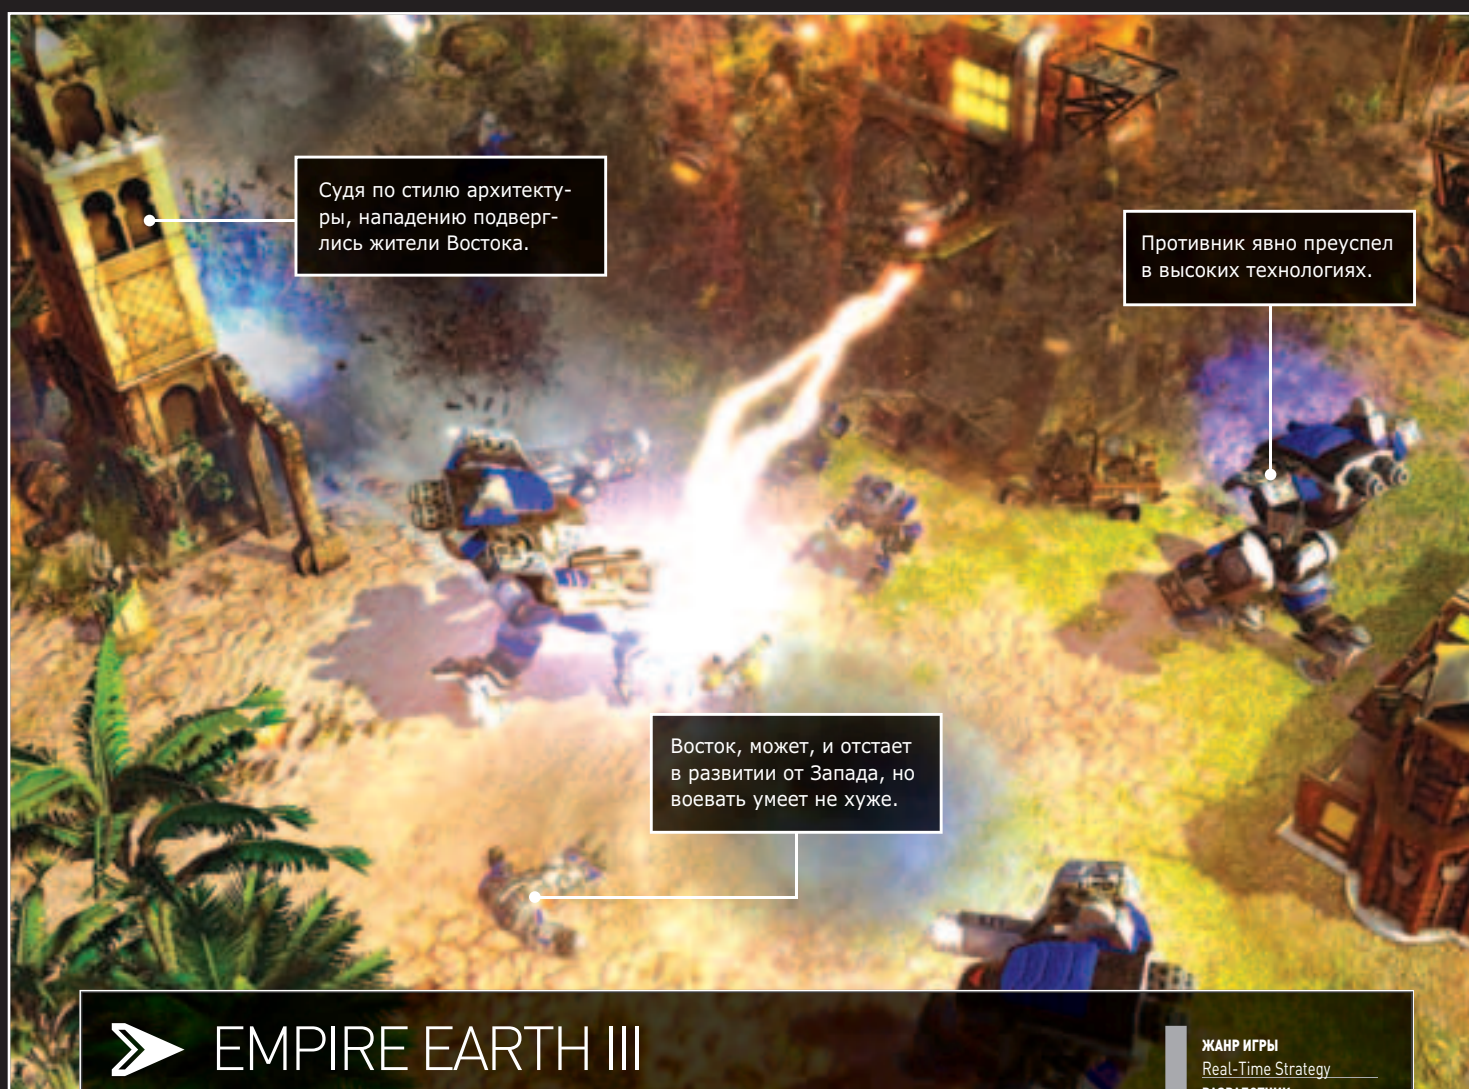 Судя по стилю архитекту-
ры, нападению подверг-
лись жители Востока.
Противник явно преуспел
в высоких технологиях.
Восток, может, и отстает
в развитии от Запада, но
воевать умеет не хуже.
EMPIRE EARTH III
ЖАНР ИГРЫ
Real-Time Strategy